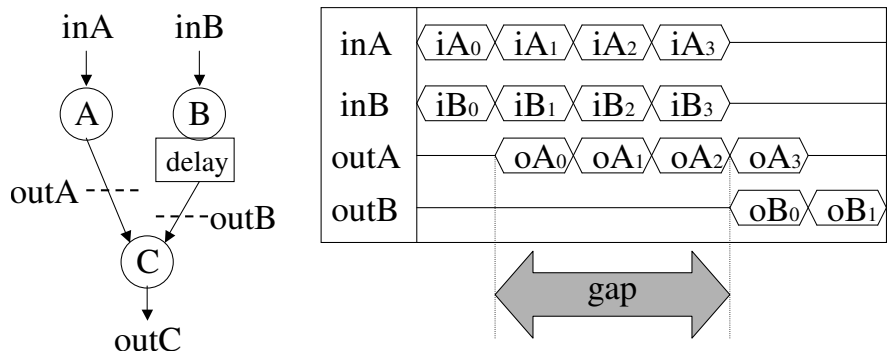 inA inB
A B
delay
outA
outB
C
outC
inA iA₀ iA₁ iA₂ iA₃
inB iB₀ iB₁ iB₂ iB₃
outA oA₀ oA₁ oA₂ oA₃
outB oB₀ oB₁
gap